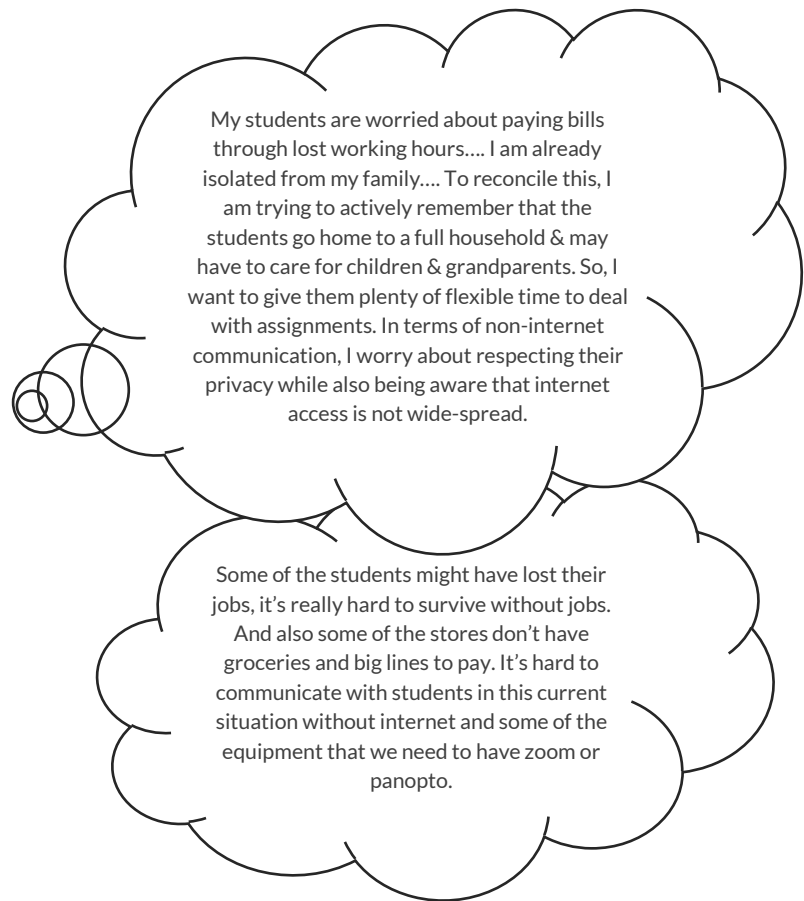 My students are worried about paying bills
through lost working hours.... I am already
isolated from my family.... To reconcile this, I
am trying to actively remember that the
students go home to a full household & may
have to care for children & grandparents. So, I
want to give them plenty of flexible time to deal
with assignments. In terms of non-internet
communication, I worry about respecting their
privacy while also being aware that internet
access is not wide-spread.
Some of the students might have lost their
jobs, it’s really hard to survive without jobs.
And also some of the stores don’t have
groceries and big lines to pay. It’s hard to
communicate with students in this current
situation without internet and some of the
equipment that we need to have zoom or
panopto.